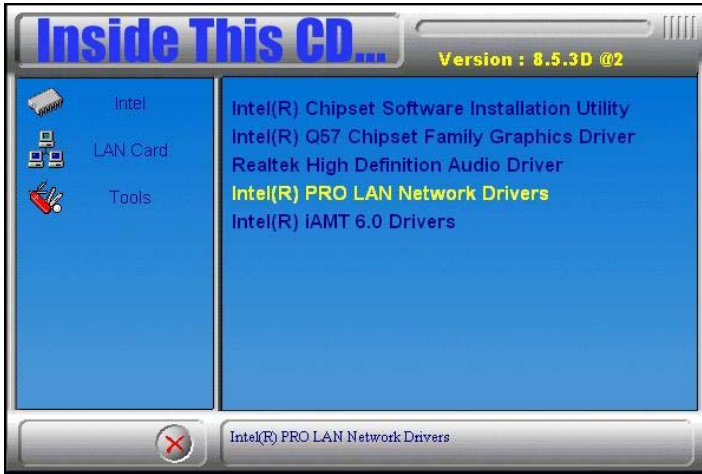 Inside This CD...
Version : 8.5.3D @2
Intel
LAN Card
Tools
Intel(R) Chipset Software Installation Utility
Intel(R) Q57 Chipset Family Graphics Driver
Realtek High Definition Audio Driver
Intel(R) PRO LAN Network Drivers
Intel(R) iAMT 6.0 Drivers
Intel(R) PRO LAN Network Drivers